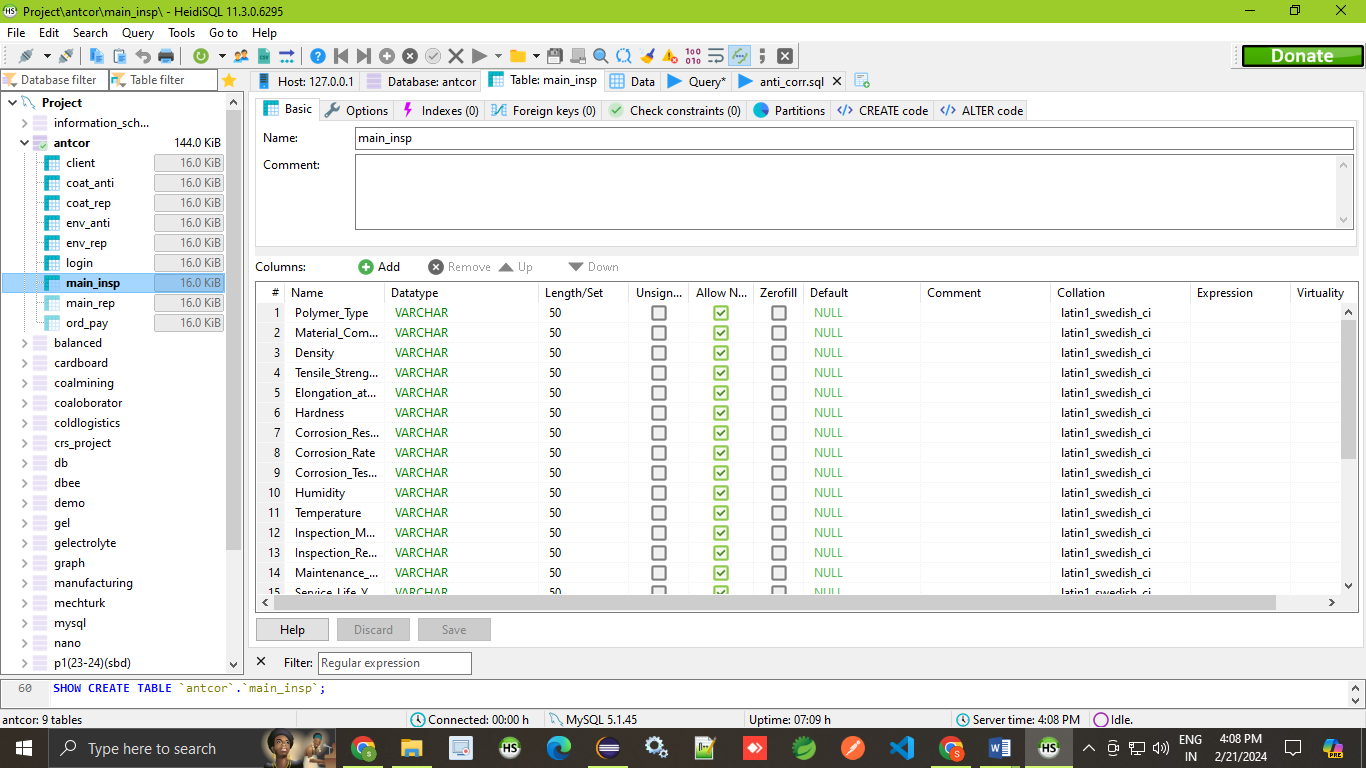 Project\antcor\main_insp\ - HeidiSQL 11.3.0.6295
File Edit Search Query Tools Go to Help
Donate
Database filter Table filter
Host: 127.0.0.1 Database: antcor Table: main_insp Data Query* anti_corr.sql
Project
information_sch...
antcor 144.0 KiB
client 16.0 KiB
coat_anti 16.0 KiB
coat_rep 16.0 KiB
env_anti 16.0 KiB
env_rep 16.0 KiB
login 16.0 KiB
main_insp 16.0 KiB
main_rep 16.0 KiB
ord_pay 16.0 KiB
balanced
cardboard
coalmining
coaloborator
coldlogistics
crs_project
db
dbee
demo
gel
gelectrolyte
graph
manufacturing
mechturk
mysql
nano
p1(23-24)(sbd)
Basic Options Indexes (0) Foreign keys (0) Check constraints (0) Partitions CREATE code ALTER code
Name: main_insp
Comment:
Columns: Add Remove Up Down
# Name Datatype Length/Set Unsign... Allow N... Zerofill Default Comment Collation Expression Virtuality
1 Polymer_Type VARCHAR 50 NULL latin1_swedish_ci
2 Material_Com... VARCHAR 50 NULL latin1_swedish_ci
3 Density VARCHAR 50 NULL latin1_swedish_ci
4 Tensile_Streng... VARCHAR 50 NULL latin1_swedish_ci
5 Elongation_at... VARCHAR 50 NULL latin1_swedish_ci
6 Hardness VARCHAR 50 NULL latin1_swedish_ci
7 Corrosion_Res... VARCHAR 50 NULL latin1_swedish_ci
8 Corrosion_Rate VARCHAR 50 NULL latin1_swedish_ci
9 Corrosion_Tes... VARCHAR 50 NULL latin1_swedish_ci
10 Humidity VARCHAR 50 NULL latin1_swedish_ci
11 Temperature VARCHAR 50 NULL latin1_swedish_ci
12 Inspection_M... VARCHAR 50 NULL latin1_swedish_ci
13 Inspection_Re... VARCHAR 50 NULL latin1_swedish_ci
14 Maintenance_... VARCHAR 50 NULL latin1_swedish_ci
15 Service_Life_Y... VARCHAR 50 NULL latin1_swedish_ci
Help Discard Save
Filter: Regular expression
60 SHOW CREATE TABLE `antcor`.`main_insp`;
antcor: 9 tables Connected: 00:00 h MySQL 5.1.45 Uptime: 07:09 h Server time: 4:08 PM Idle.
Type here to search
ENG
IN
4:08 PM
2/21/2024